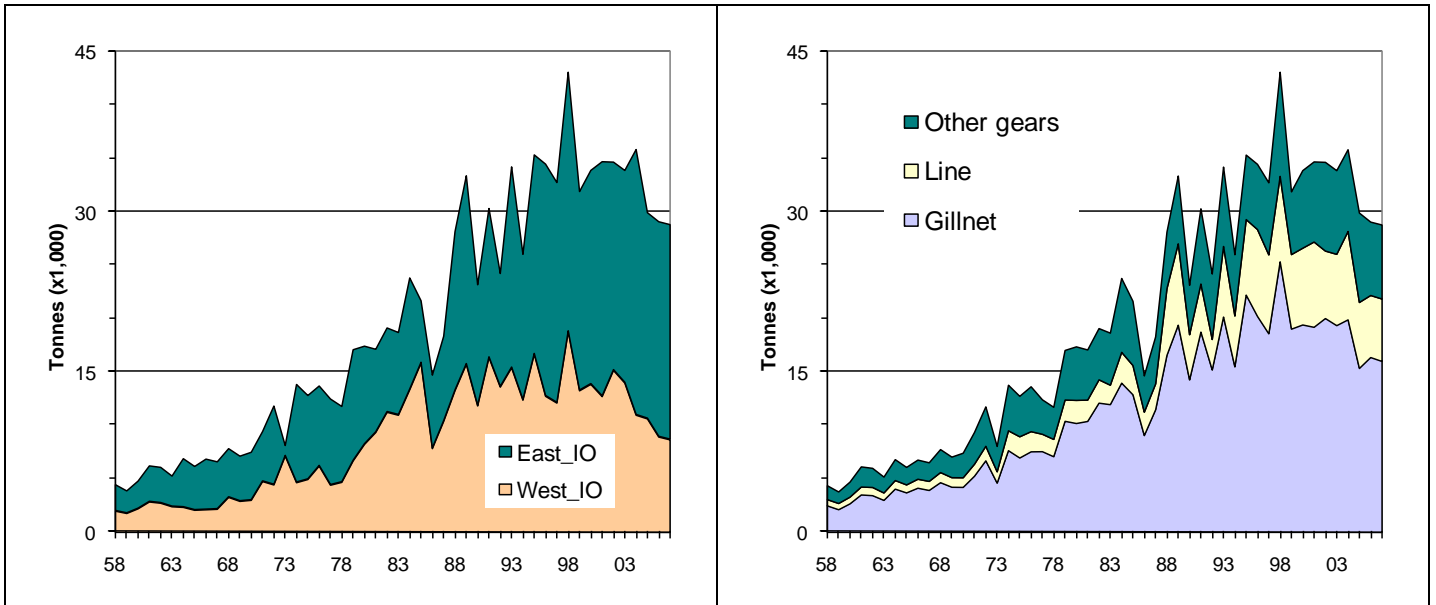 Tonnes (x1,000)
45
30
15
0
58 63 68 73 78 83 88 93 98 03
East_IO
West_IO
Tonnes (x1,000)
45
30
15
0
58 63 68 73 78 83 88 93 98 03
Other gears
Line
Gillnet